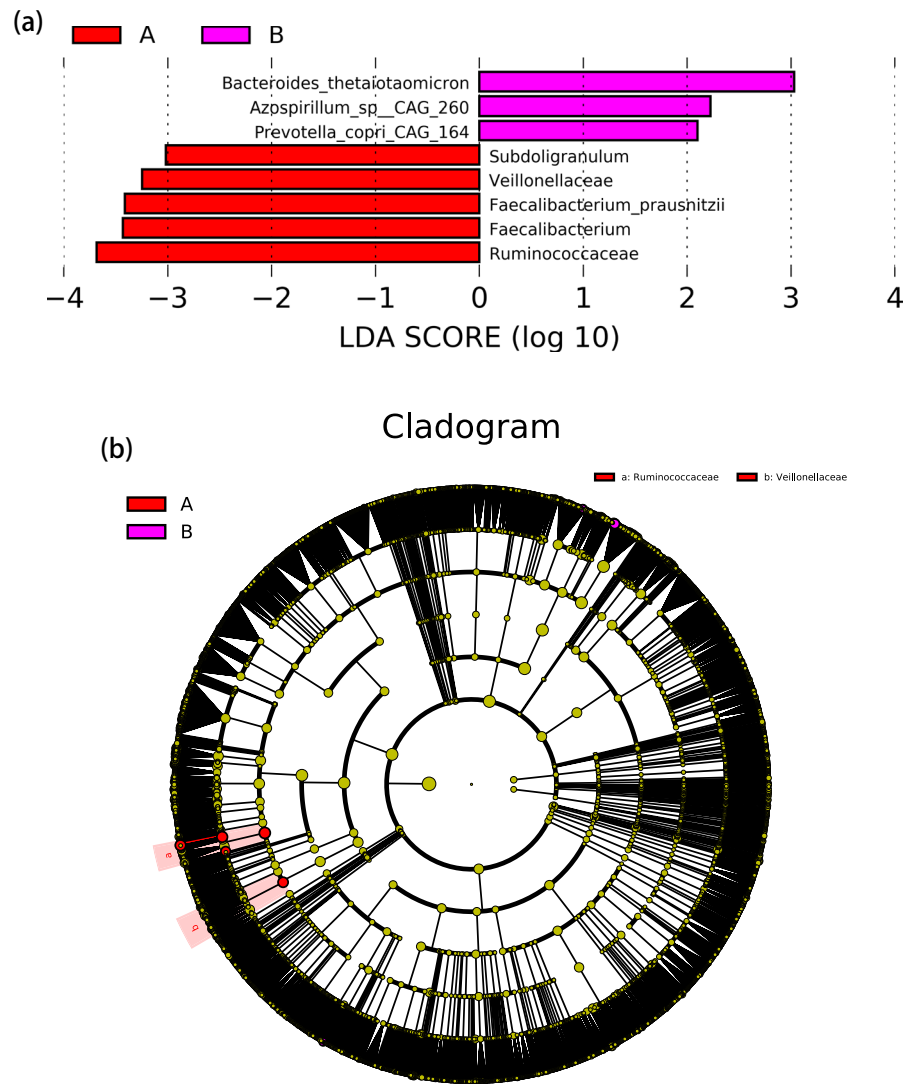 (a)
A B
Bacteroides_thetaiotaomicron
Azospirillum_sp__CAG_260
Prevotella_copri_CAG_164
Subdoligranulum
Veillonellaceae
Faecalibacterium_prausnitzii
Faecalibacterium
Ruminococcaceae
−4 −3 −2 −1 0 1 2 3 4
LDA SCORE (log 10)
Cladogram
(b)
a: Ruminococcaceae b: Veillonellaceae
A
B
a
b